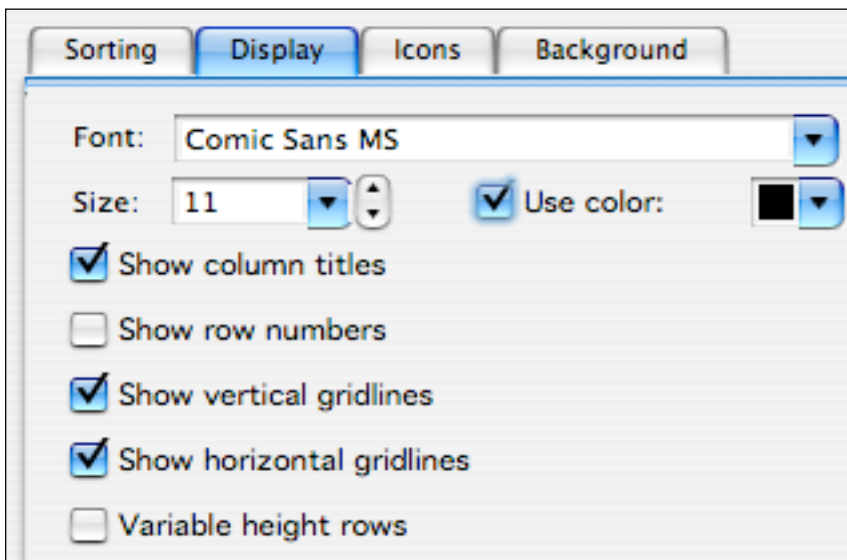 Sorting Display Icons Background
Font: Comic Sans MS
Size: 11 Use color:
Show column titles
Show row numbers
Show vertical gridlines
Show horizontal gridlines
Variable height rows